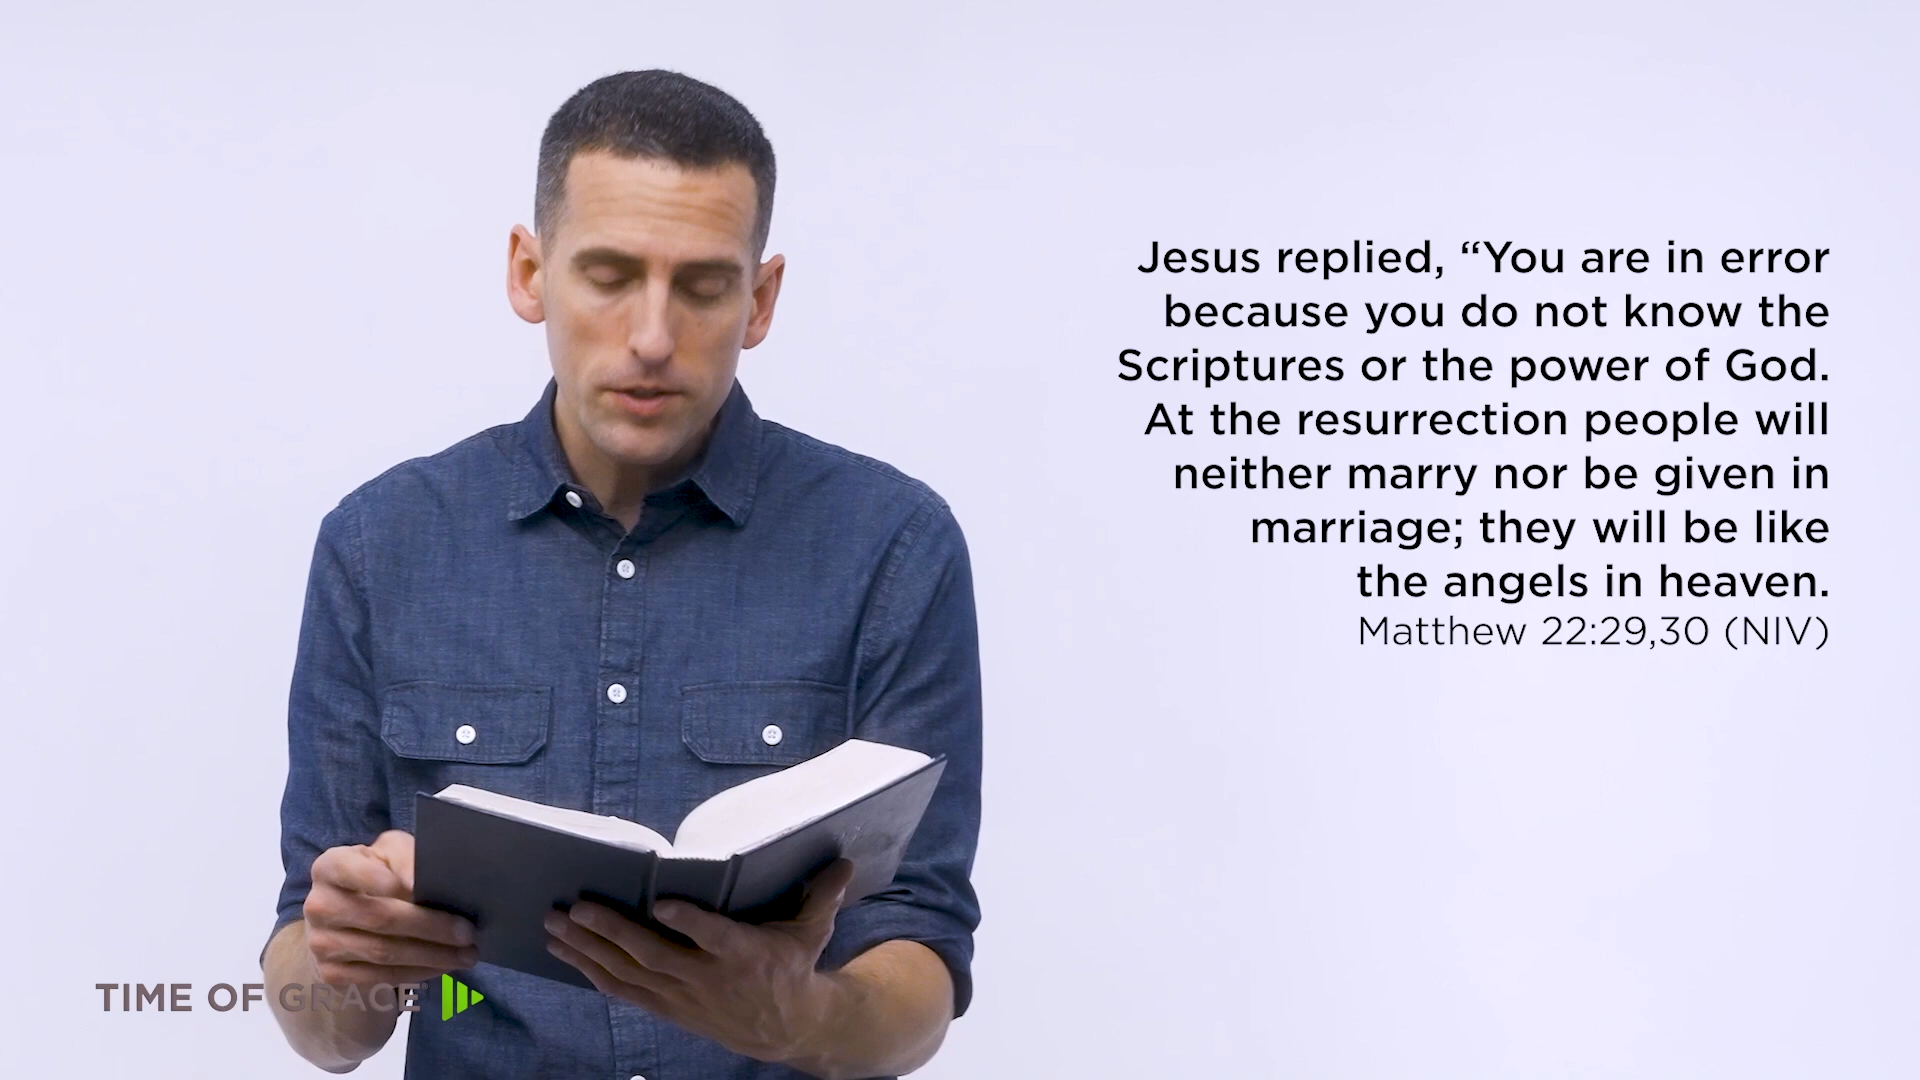 Jesus replied, “You are in error
because you do not know the
Scriptures or the power of God.
At the resurrection people will
neither marry nor be given in
marriage; they will be like
the angels in heaven.
Matthew 22:29,30 (NIV)
TIME OF GRACE